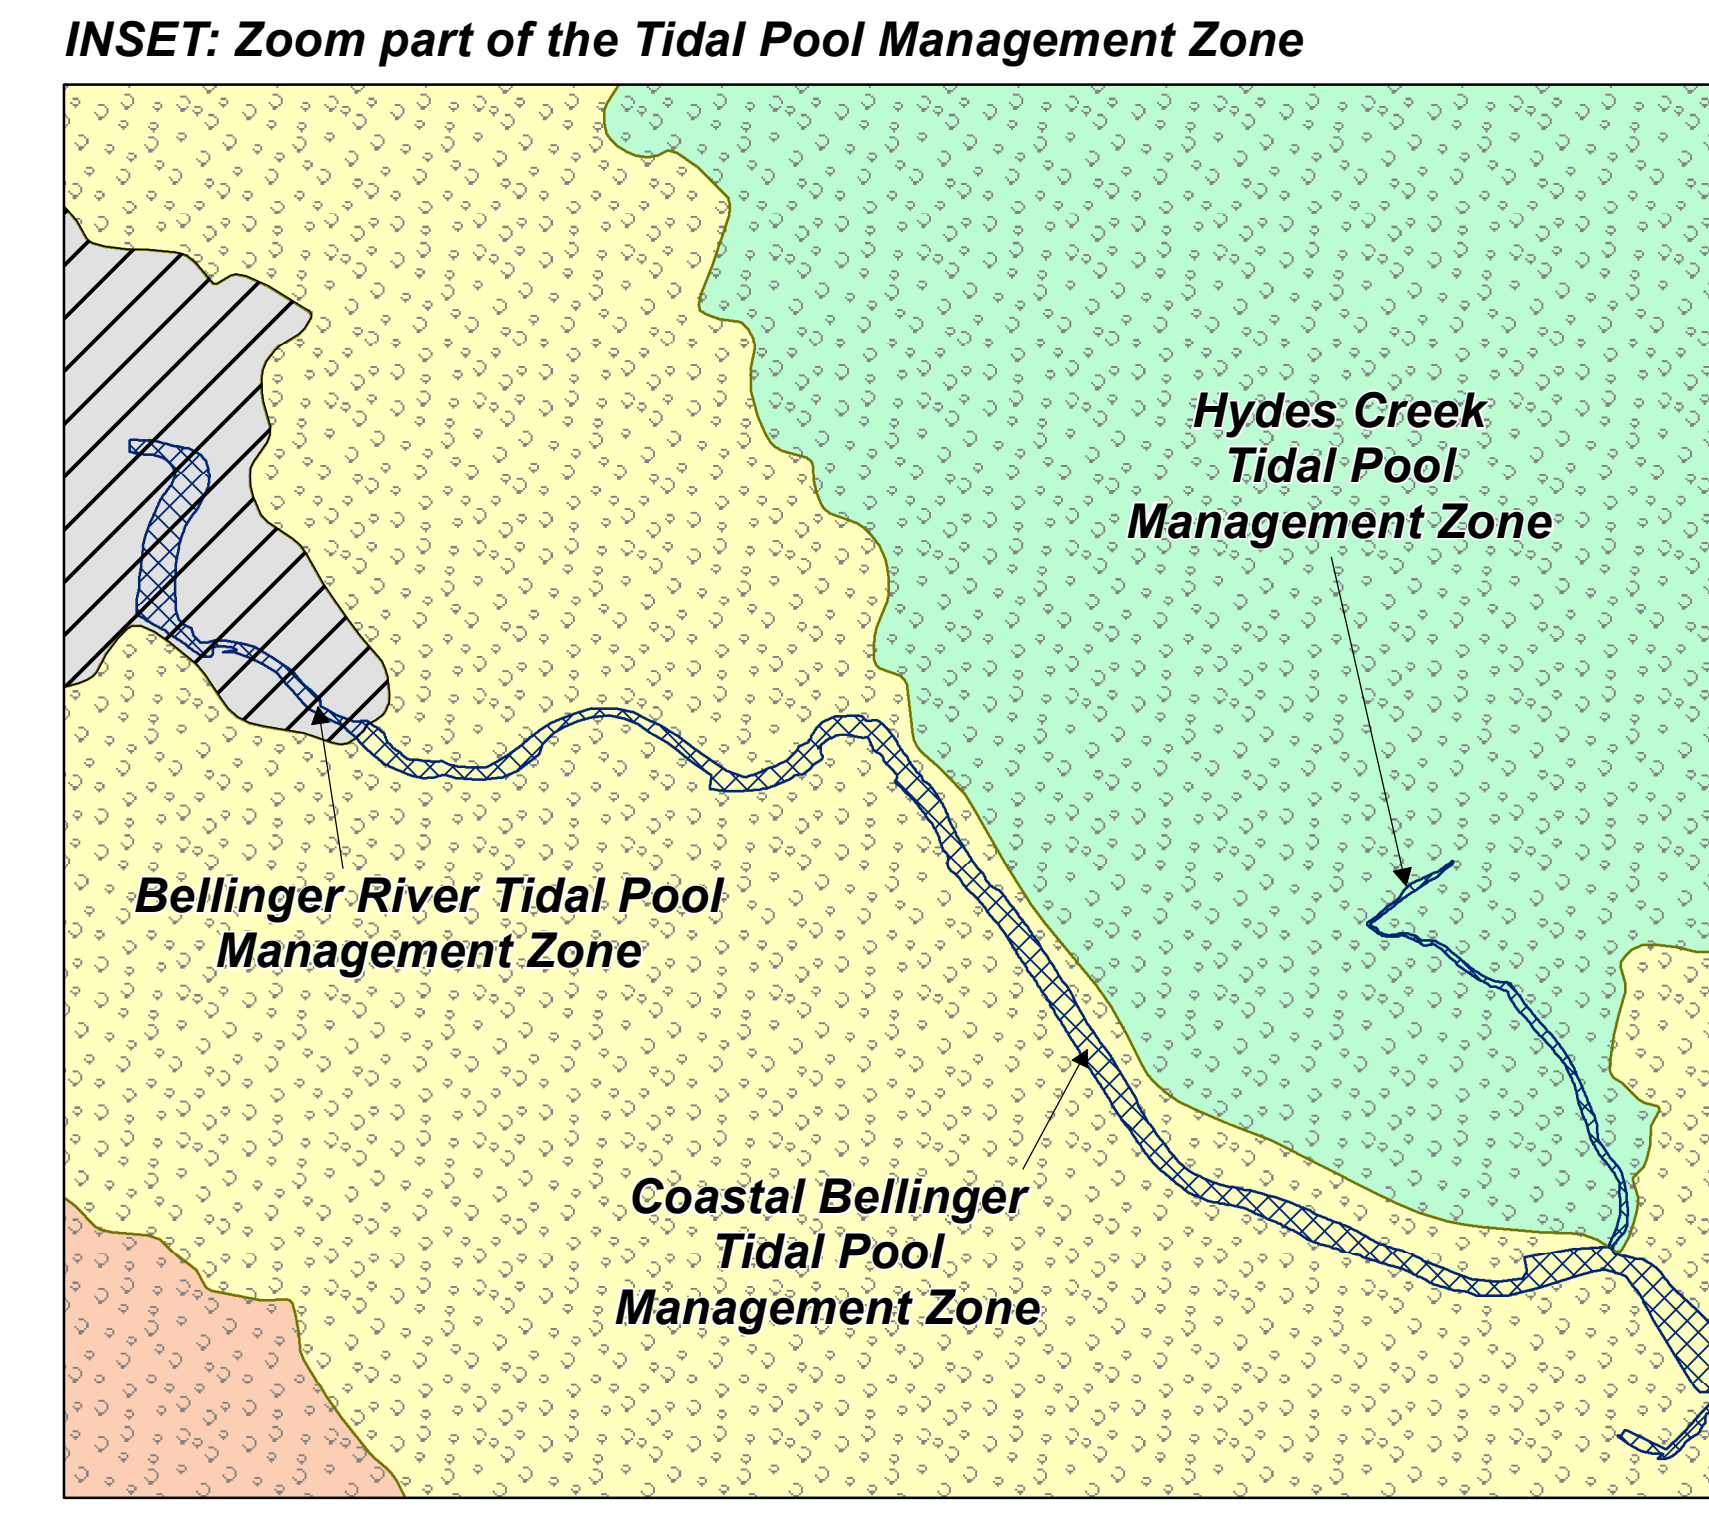 INSET: Zoom part of the Tidal Pool Management Zone
Hydes Creek
Tidal Pool
Management Zone
Bellinger River Tidal Pool
Management Zone
Coastal Bellinger
Tidal Pool
Management Zone